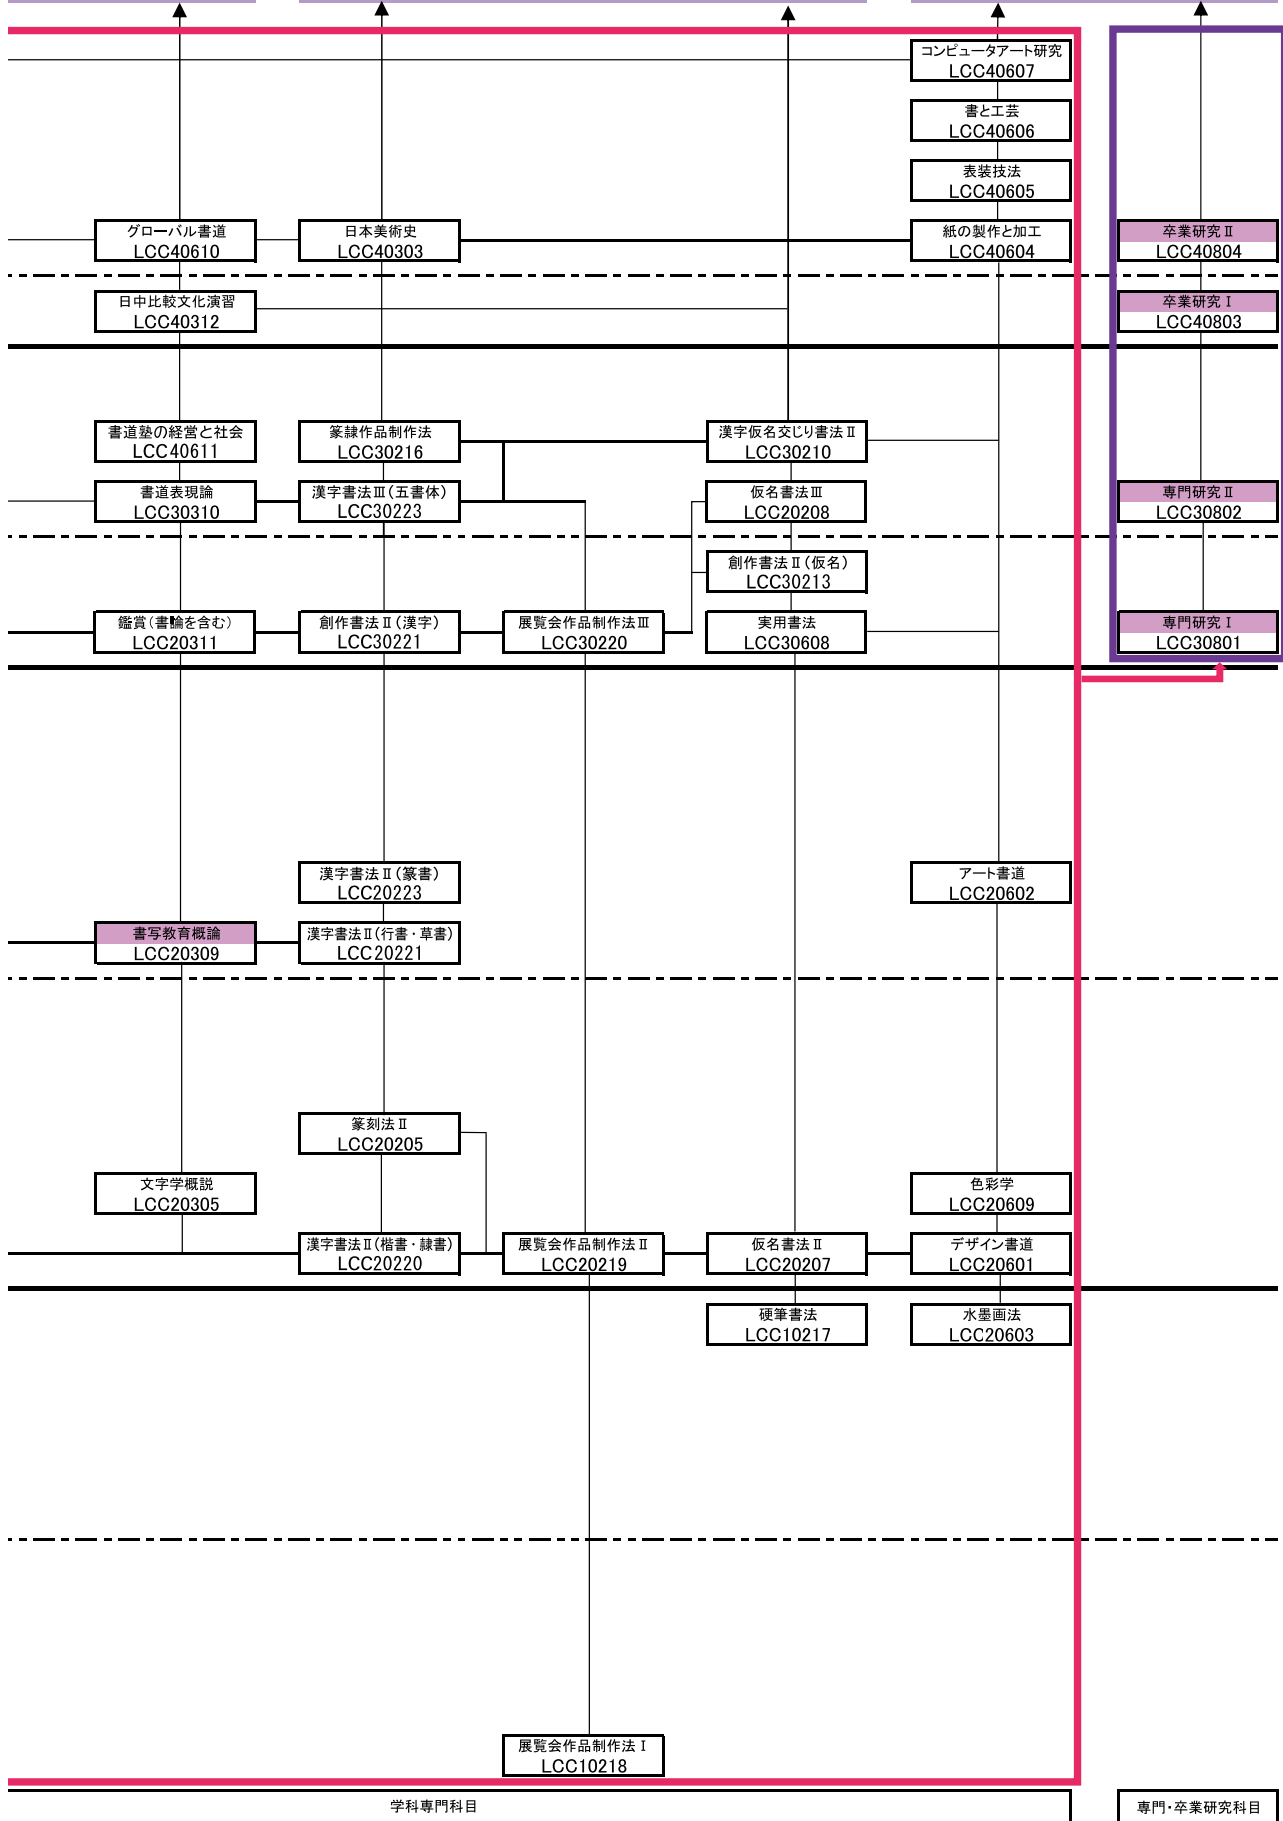 コンピュータアート研究
LCC40607
書と工芸
LCC40606
表装技法
LCC40605
グローバル書道
LCC40610
日本美術史
LCC40303
紙の製作と加工
LCC40604
卒業研究Ⅱ
LCC40804
日中比較文化演習
LCC40312
卒業研究Ⅰ
LCC40803
書道塾の経営と社会
LCC40611
篆隷作品制作法
LCC30216
漢字仮名交じり書法Ⅱ
LCC30210
書道表現論
LCC30310
漢字書法Ⅲ(五書体)
LCC30223
仮名書法Ⅲ
LCC20208
専門研究Ⅱ
LCC30802
創作書法Ⅱ(仮名)
LCC30213
鑑賞(書論を含む)
LCC20311
創作書法Ⅱ(漢字)
LCC30221
展覧会作品制作法Ⅲ
LCC30220
実用書法
LCC30608
専門研究Ⅰ
LCC30801
漢字書法Ⅱ(篆書)
LCC20223
アート書道
LCC20602
書写教育概論
LCC20309
漢字書法Ⅱ(行書・草書)
LCC20221
篆刻法Ⅱ
LCC20205
文字学概説
LCC20305
色彩学
LCC20609
漢字書法Ⅱ(楷書・隷書)
LCC20220
展覧会作品制作法Ⅱ
LCC20219
仮名書法Ⅱ
LCC20207
デザイン書道
LCC20601
硬筆書法
LCC10217
水墨画法
LCC20603
展覧会作品制作法Ⅰ
LCC10218
学科専門科目
専門・卒業研究科目